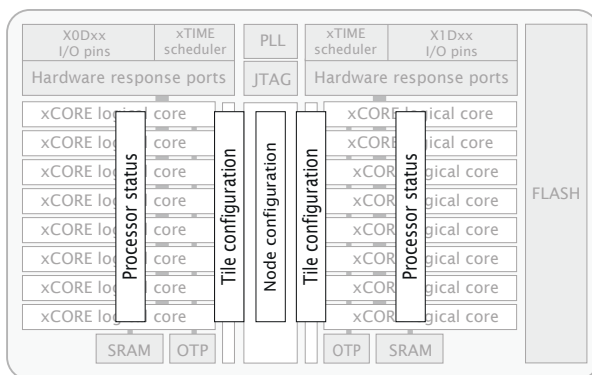 X0Dxx
I/O pins
xTIME
scheduler
PLL
xTIME
scheduler
X1Dxx
I/O pins
Hardware response ports
JTAG
Hardware response ports
xCORE logical core
xCORE logical core
xCORE logical core
xCORE logical core
xCORE logical core
xCORE logical core
xCORE logical core
xCORE logical core
Processor status
Tile configuration
Node configuration
Tile configuration
Processor status
xCORE logical core
xCORE logical core
xCORE logical core
xCORE logical core
xCORE logical core
xCORE logical core
xCORE logical core
xCORE logical core
FLASH
SRAM
OTP
OTP
SRAM